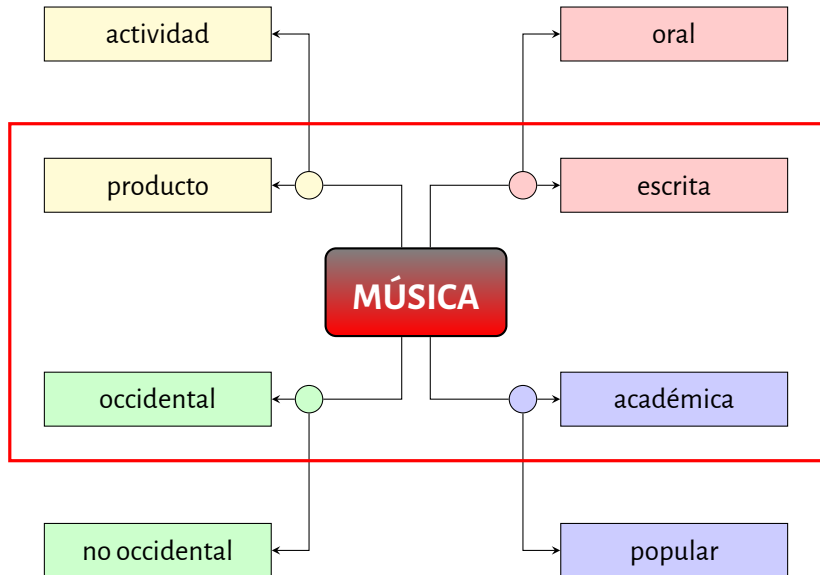 actividad
oral
producto
escrita
MÚSICA
occidental
académica
no occidental
popular